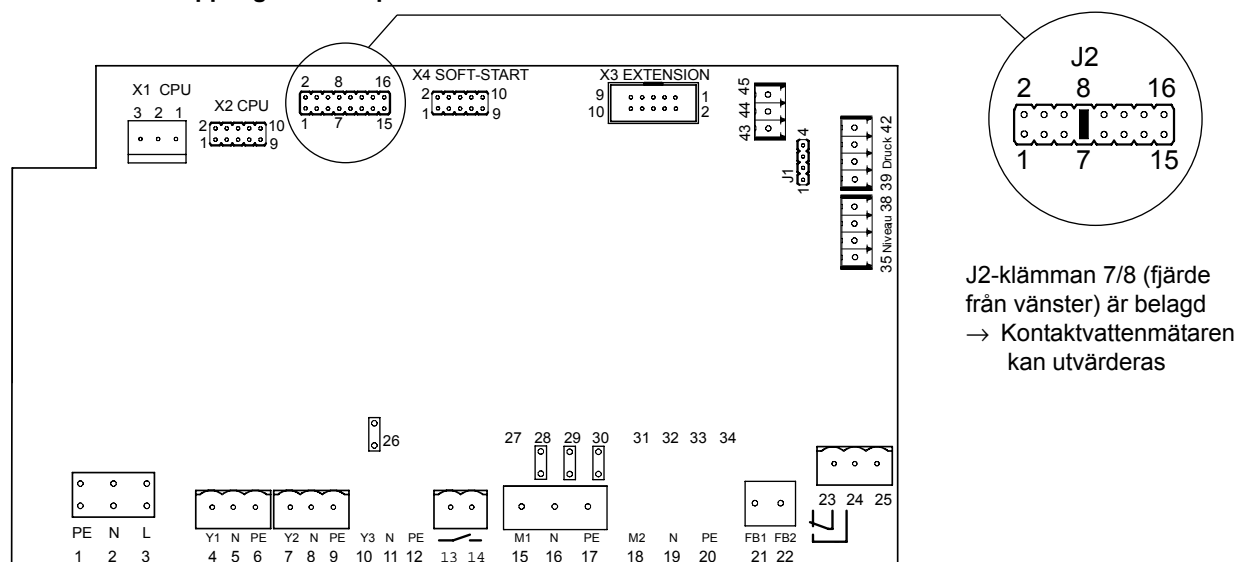 J2
2 8 16
1 7 15
X4 SOFT-START
2 10
1 9
X3 EXTENSION
9 1
10 2
X1 CPU
3 2 1
X2 CPU
2 10
1 9
2 8 16
1 7 15
43 44 45
J1
1 4
39 Druck 42
35 Niveau 38
J2-klämman 7/8 (fjärde
från vänster) är belagd
→ Kontaktvattenmätaren
kan utvärderas
26
27 28 29 30 31 32 33 34
23 24 25
PE N L
1 2 3
Y1 N PE Y2 N PE Y3 N PE
4 5 6 7 8 9 10 11 12 13 14
M1 N PE M2 N PE FB1 FB2
15 16 17 18 19 20 21 22